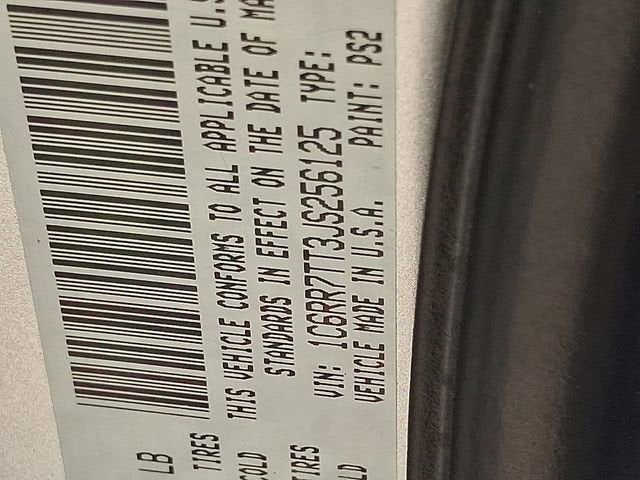 THIS VEHICLE CONFORMS TO ALL APPLICABLE U.S
STANDARDS IN EFFECT ON THE DATE OF MA
VIN: 1C6RR7TT3JS256125 TYPE:
VEHICLE MADE IN U.S.A. PAINT: PS2
LB
TIRES
COLD
TIRES
LD